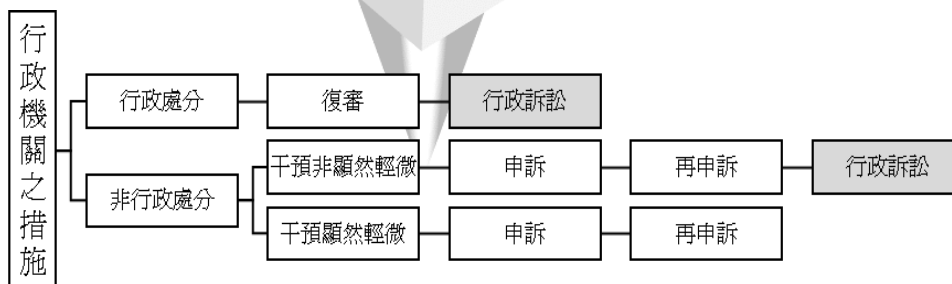 行政機關之措施
行政處分
復審
行政訴訟
非行政處分
干預非顯然輕微
申訴
再申訴
行政訴訟
干預顯然輕微
申訴
再申訴